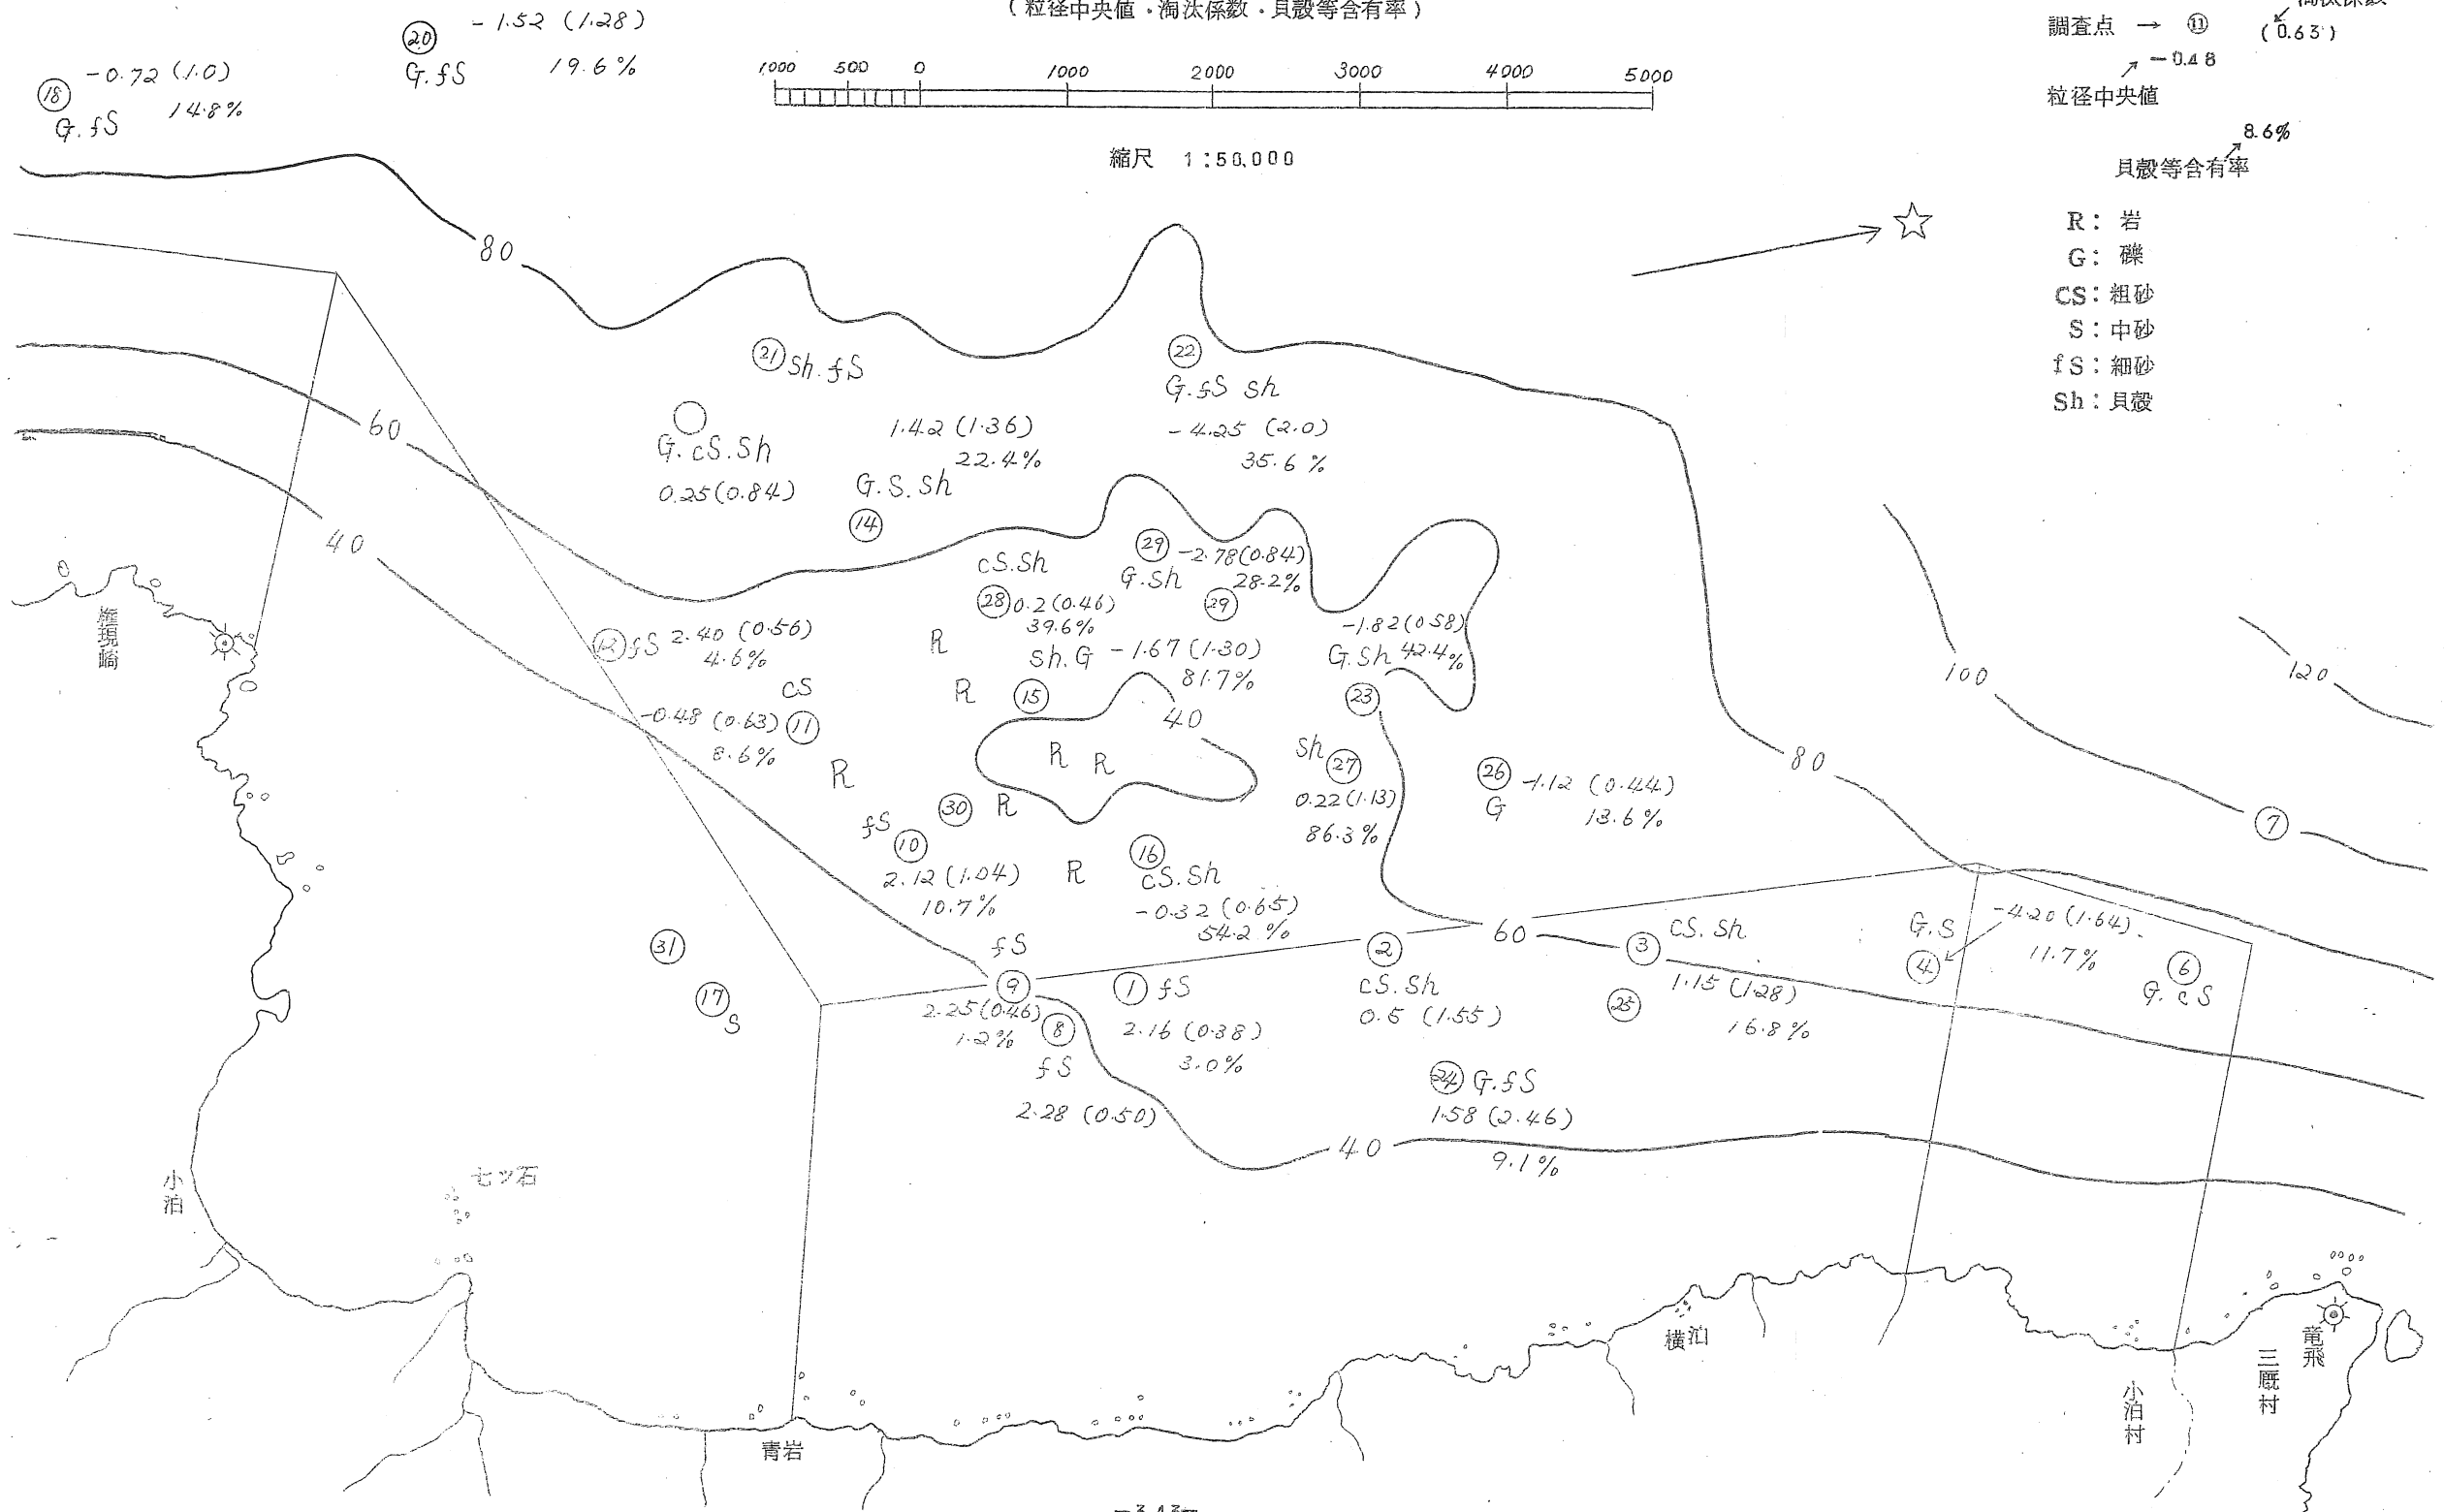 (粒径中央値・淘汰係数・貝殻等含有率)
調査点 → ⑪
(0.63)
-0.48
粒径中央値
8.6%
貝殻等含有率
R: 岩
G: 礫
CS: 粗砂
S: 中砂
fS: 細砂
Sh: 貝殻
1,000 500 0 1000 2000 3000 4000 5000
縮尺 1:50,000
⑳ -1.52 (1.28)
G.fS 19.6%
⑱ -0.72 (1.0)
14.8%
G.fS
80
㉑ Sh.fS
㉒
G.fS Sh
-4.25 (2.0)
35.6%
G.cS.Sh
0.25 (0.84)
1.42 (1.36)
22.4%
G.S.Sh
⑭
60
40
cS.Sh
㉘ 0.2 (0.46)
39.6%
㉙ -2.78 (0.84)
G.Sh 28.2%
㉙
⑫ fS 2.40 (0.56)
4.6%
R
Sh.G -1.67 (1.30)
81.7%
-1.82 (0.58)
G.Sh 42.4%
㉓
100
120
cS
-0.48 (0.63) ⑪
8.6%
R
⑮
40
R R
Sh ㉗
0.22 (1.13)
86.3%
㉖ -1.12 (0.44)
G 13.6%
80
R
㉚ R
⑦
fS
⑩
2.12 (1.04)
10.7%
R
⑯
cS.Sh
-0.32 (0.65)
54.2%
㉛
⑰
S
fS
⑨
2.25 (0.46)
1.2%
⑧
fS
2.28 (0.50)
① fS
2.16 (0.38)
3.0%
②
cS.Sh
0.5 (1.55)
60
③ cS.Sh
1.15 (1.28)
16.8%
㉕
G.S
④
-4.20 (1.64)
11.7%
⑥
G.cS
㉔ G.fS
1.58 (2.46)
9.1%
40
権現崎
小泊
七ツ石
青岩
横泊
小泊村
三厩村
竜飛
-343-